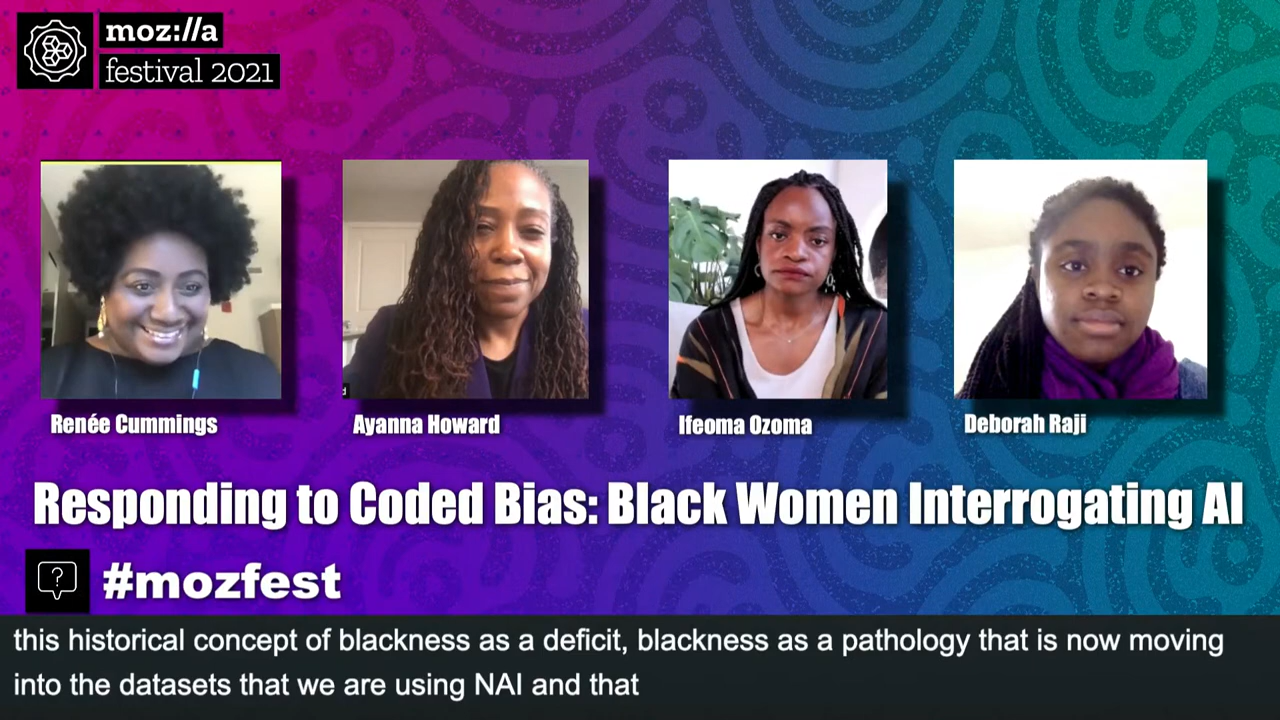 moz://a
festival 2021
Renée Cummings
Ayanna Howard
Ifeoma Ozoma
Deborah Raji
Responding to Coded Bias: Black Women Interrogating AI
?
#mozfest
this historical concept of blackness as a deficit, blackness as a pathology that is now moving
into the datasets that we are using NAI and that